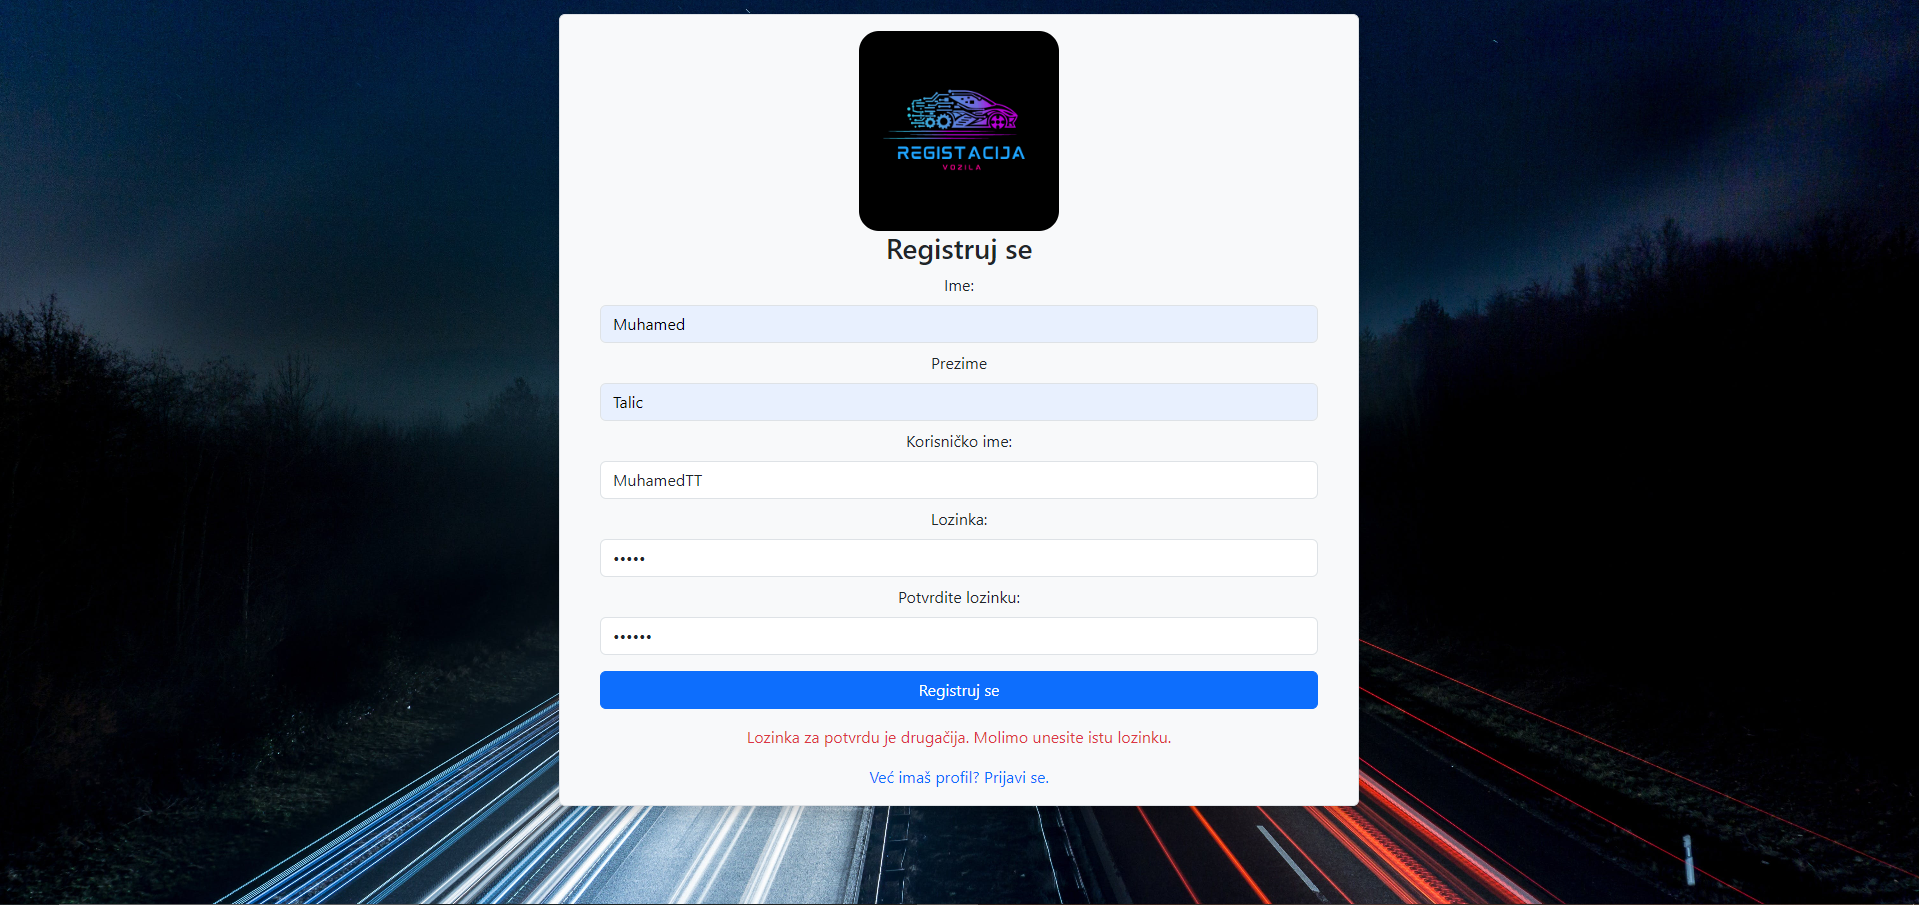 REGISTACIJA
VOZILA
Registruj se
Ime:
Muhamed
Prezime
Talic
Korisničko ime:
MuhamedTT
Lozinka:
•••••
Potvrdite lozinku:
••••••
Registruj se
Lozinka za potvrdu je drugačija. Molimo unesite istu lozinku.
Već imaš profil? Prijavi se.